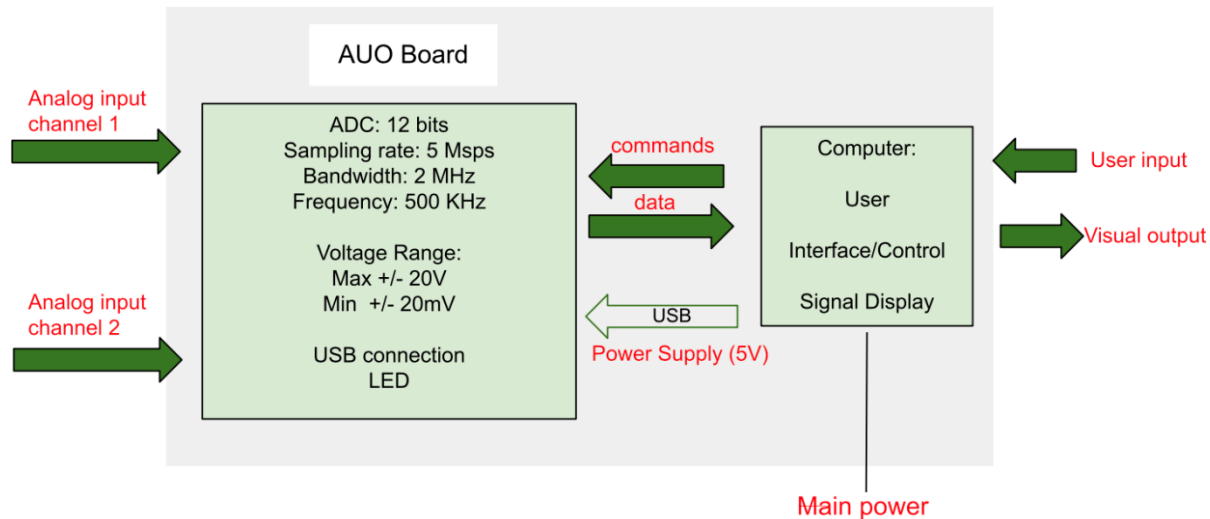 AUO Board
Analog input
channel 1
ADC: 12 bits
Sampling rate: 5 Msps
Bandwidth: 2 MHz
Frequency: 500 KHz
Voltage Range:
Max +/- 20V
Min +/- 20mV
USB connection
LED
Analog input
channel 2
commands
data
USB
Power Supply (5V)
Computer:
User
Interface/Control
Signal Display
User input
Visual output
Main power